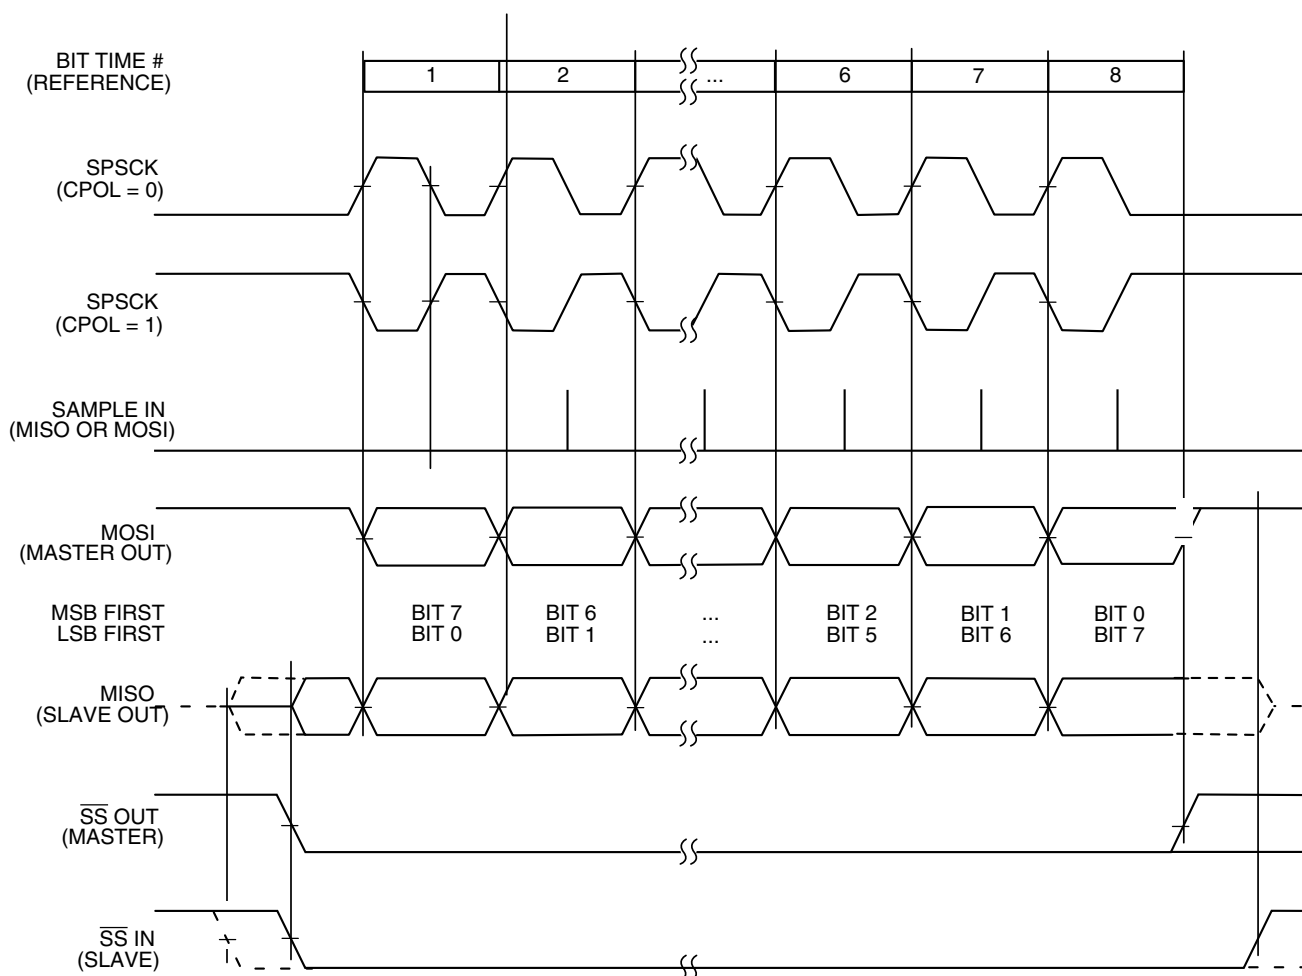 BIT TIME #
(REFERENCE)
1 2 ... 6 7 8
SPSCK
(CPOL = 0)
SPSCK
(CPOL = 1)
SAMPLE IN
(MISO OR MOSI)
MOSI
(MASTER OUT)
MSB FIRST BIT 7 BIT 6 ... BIT 2 BIT 1 BIT 0
LSB FIRST BIT 0 BIT 1 ... BIT 5 BIT 6 BIT 7
MISO
(SLAVE OUT)
SS OUT
(MASTER)
SS IN
(SLAVE)